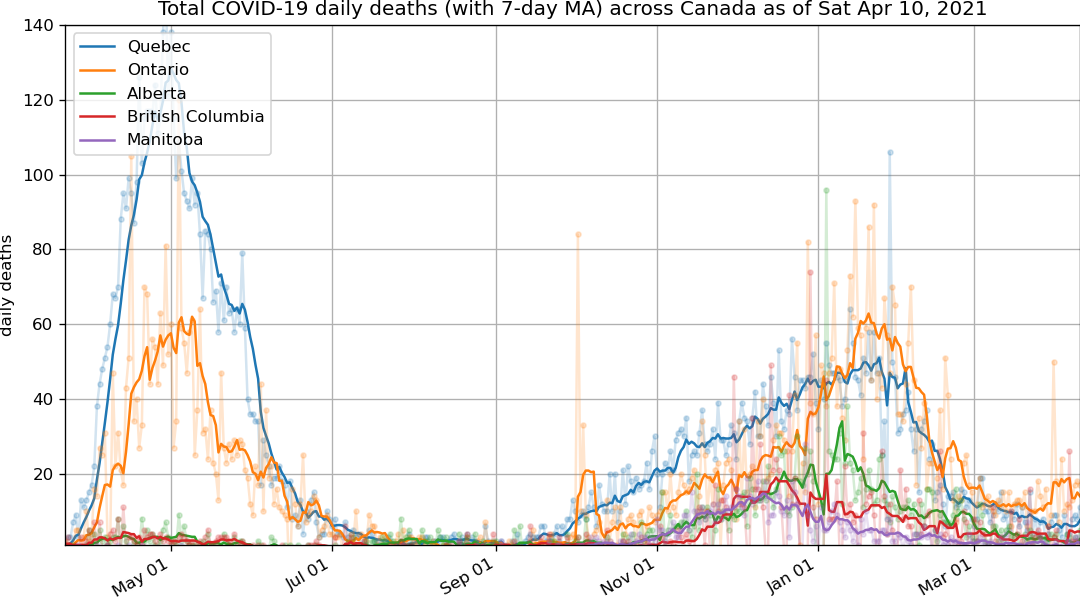 Total COVID-19 daily deaths (with 7-day MA) across Canada as of Sat Apr 10, 2021
140
120
100
80
60
40
20
daily deaths
Quebec
Ontario
Alberta
British Columbia
Manitoba
May 01
Jul 01
Sep 01
Nov 01
Jan 01
Mar 01